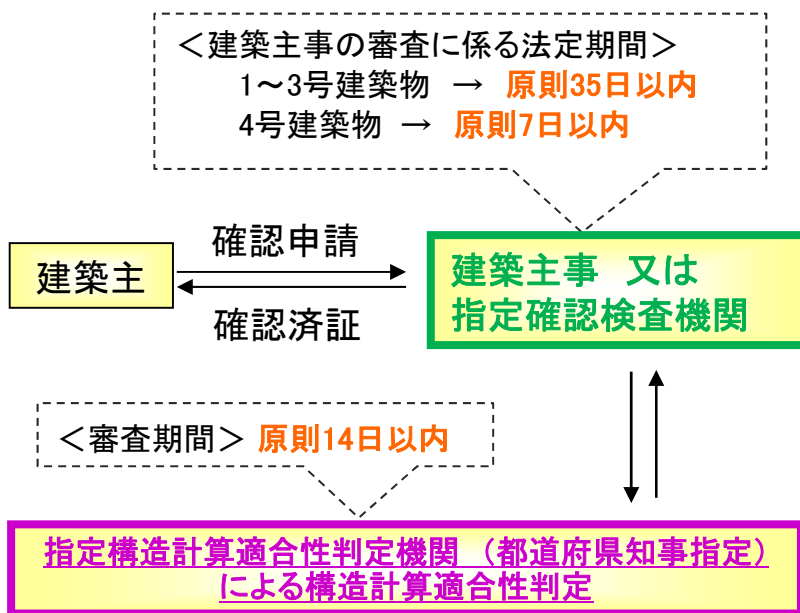 ＜建築主事の審査に係る法定期間＞
1～3号建築物 → 原則35日以内
4号建築物 → 原則7日以内
確認申請
建築主
確認済証
建築主事　又は
指定確認検査機関
＜審査期間＞ 原則14日以内
指定構造計算適合性判定機関　（都道府県知事指定）
による構造計算適合性判定